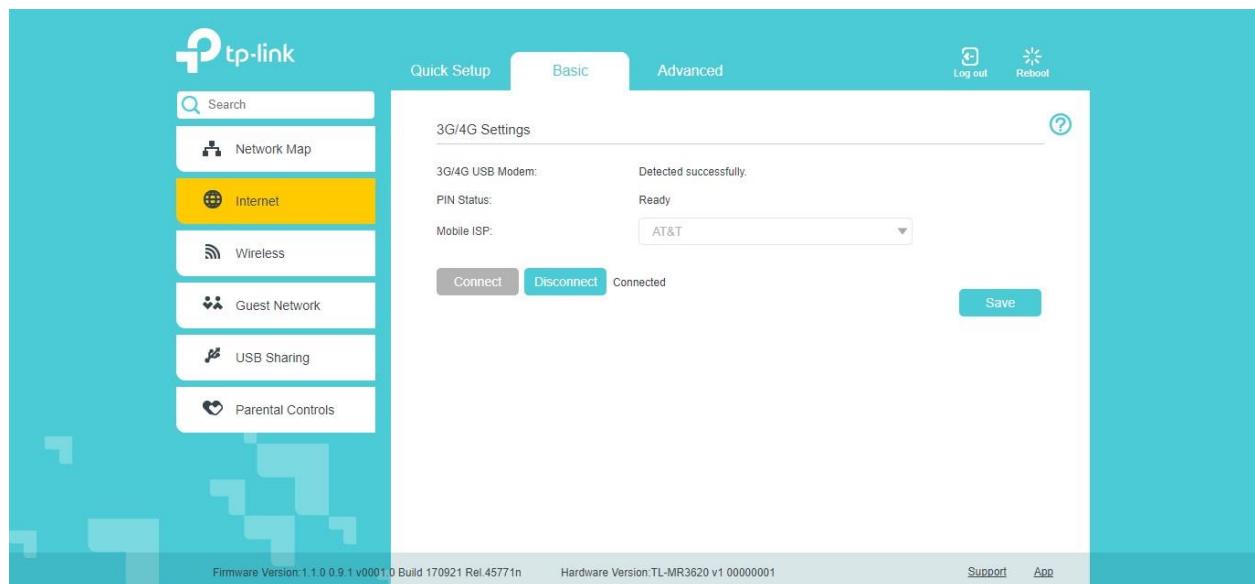 tp-link
Quick Setup Basic Advanced Log out Reboot
Search
Network Map
Internet
Wireless
Guest Network
USB Sharing
Parental Controls
3G/4G Settings
3G/4G USB Modem: Detected successfully.
PIN Status: Ready
Mobile ISP: AT&T
Connect Disconnect Connected
Save
Firmware Version:1.1.0 0.9.1 v0001.0 Build 170921 Rel.45771n Hardware Version:TL-MR3620 v1 00000001 Support App